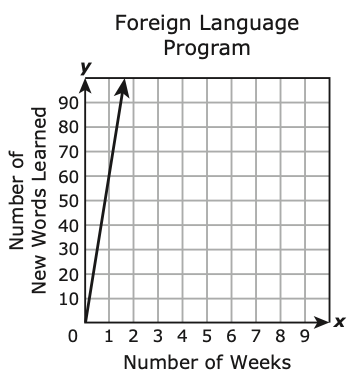 Foreign Language
Program
y
90
80
70
60
50
40
30
20
10
0
1 2 3 4 5 6 7 8 9
x
Number of Weeks
Number of
New Words Learned